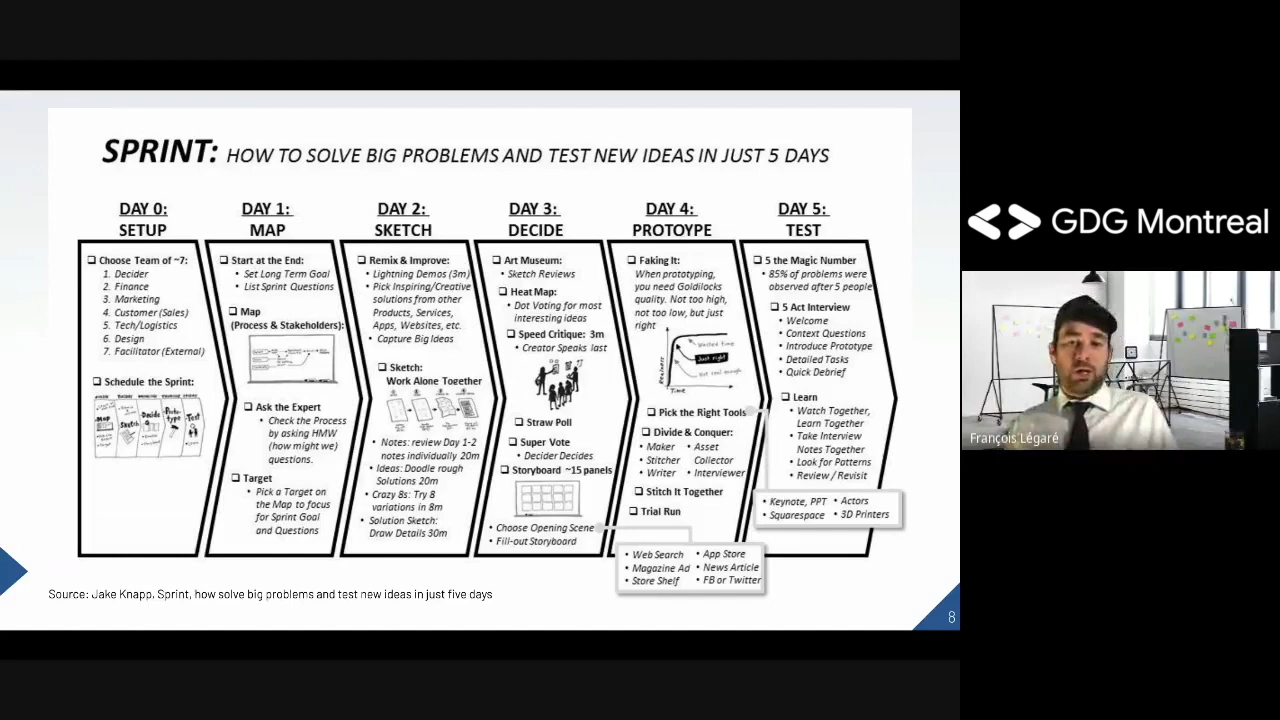 SPRINT: HOW TO SOLVE BIG PROBLEMS AND TEST NEW IDEAS IN JUST 5 DAYS
DAY 0:
SETUP
Choose Team of ~7:
1. Decider
2. Finance
3. Marketing
4. Customer (Sales)
5. Tech/Logistics
6. Design
7. Facilitator (External)
Schedule the Sprint:
Map
Sketch
Decide
Proto-
type
Test
DAY 1:
MAP
Start at the End:
• Set Long Term Goal
• List Sprint Questions
Map
(Process & Stakeholders):
Ask the Expert
• Check the Process
by asking HMW
(how might we)
questions.
Target
• Pick a Target on
the Map to focus
for Sprint Goal
and Questions
DAY 2:
SKETCH
Remix & Improve:
• Lightning Demos (3m)
• Pick Inspiring/Creative
solutions from other
Products, Services,
Apps, Websites, etc.
• Capture Big Ideas
Sketch:
Work Alone Together
• Notes: review Day 1-2
notes individually 20m
• Ideas: Doodle rough
Solutions 20m
• Crazy 8s: Try 8
variations in 8m
• Solution Sketch:
Draw Details 30m
DAY 3:
DECIDE
Art Museum:
• Sketch Reviews
Heat Map:
• Dot Voting for most
interesting ideas
Speed Critique: 3m
• Creator Speaks last
Straw Poll
Super Vote
• Decider Decides
Storyboard ~15 panels
• Choose Opening Scene
• Fill-out Storyboard
• Web Search • App Store
• Magazine Ad • News Article
• Store Shelf • FB or Twitter
DAY 4:
PROTOYPE
Faking It:
When prototyping,
you need Goldilocks
quality. Not too high,
not too low, but just
right
Realness
Wasted time
Just right
Not real enough
Time
Pick the Right Tools
Divide & Conquer:
• Maker • Asset
• Stitcher Collector
• Writer • Interviewer
Stitch It Together
Trial Run
• Keynote, PPT • Actors
• Squarespace • 3D Printers
DAY 5:
TEST
5 the Magic Number
• 85% of problems were
observed after 5 people
5 Act Interview
• Welcome
• Context Questions
• Introduce Prototype
• Detailed Tasks
• Quick Debrief
Learn
• Watch Together,
Learn Together
• Take Interview
Notes Together
• Look for Patterns
• Review / Revisit
Source: Jake Knapp. Sprint, how solve big problems and test new ideas in just five days
8
GDG Montreal
François Légaré